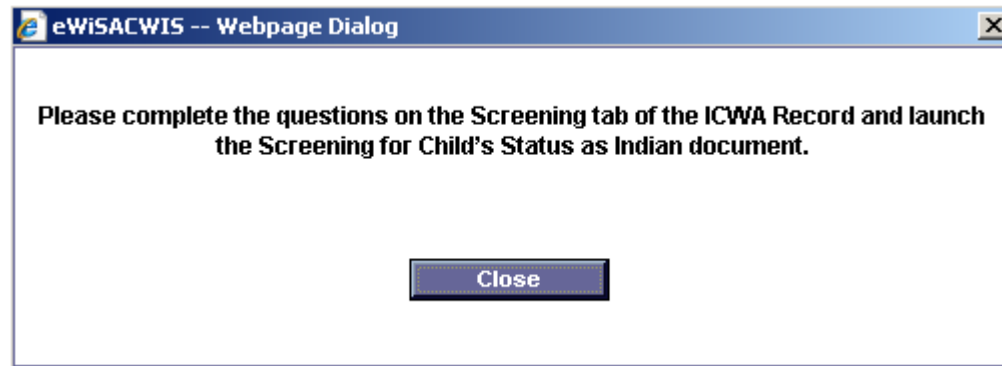 eWiSACWIS -- Webpage Dialog
Please complete the questions on the Screening tab of the ICWA Record and launch
the Screening for Child's Status as Indian document.
Close